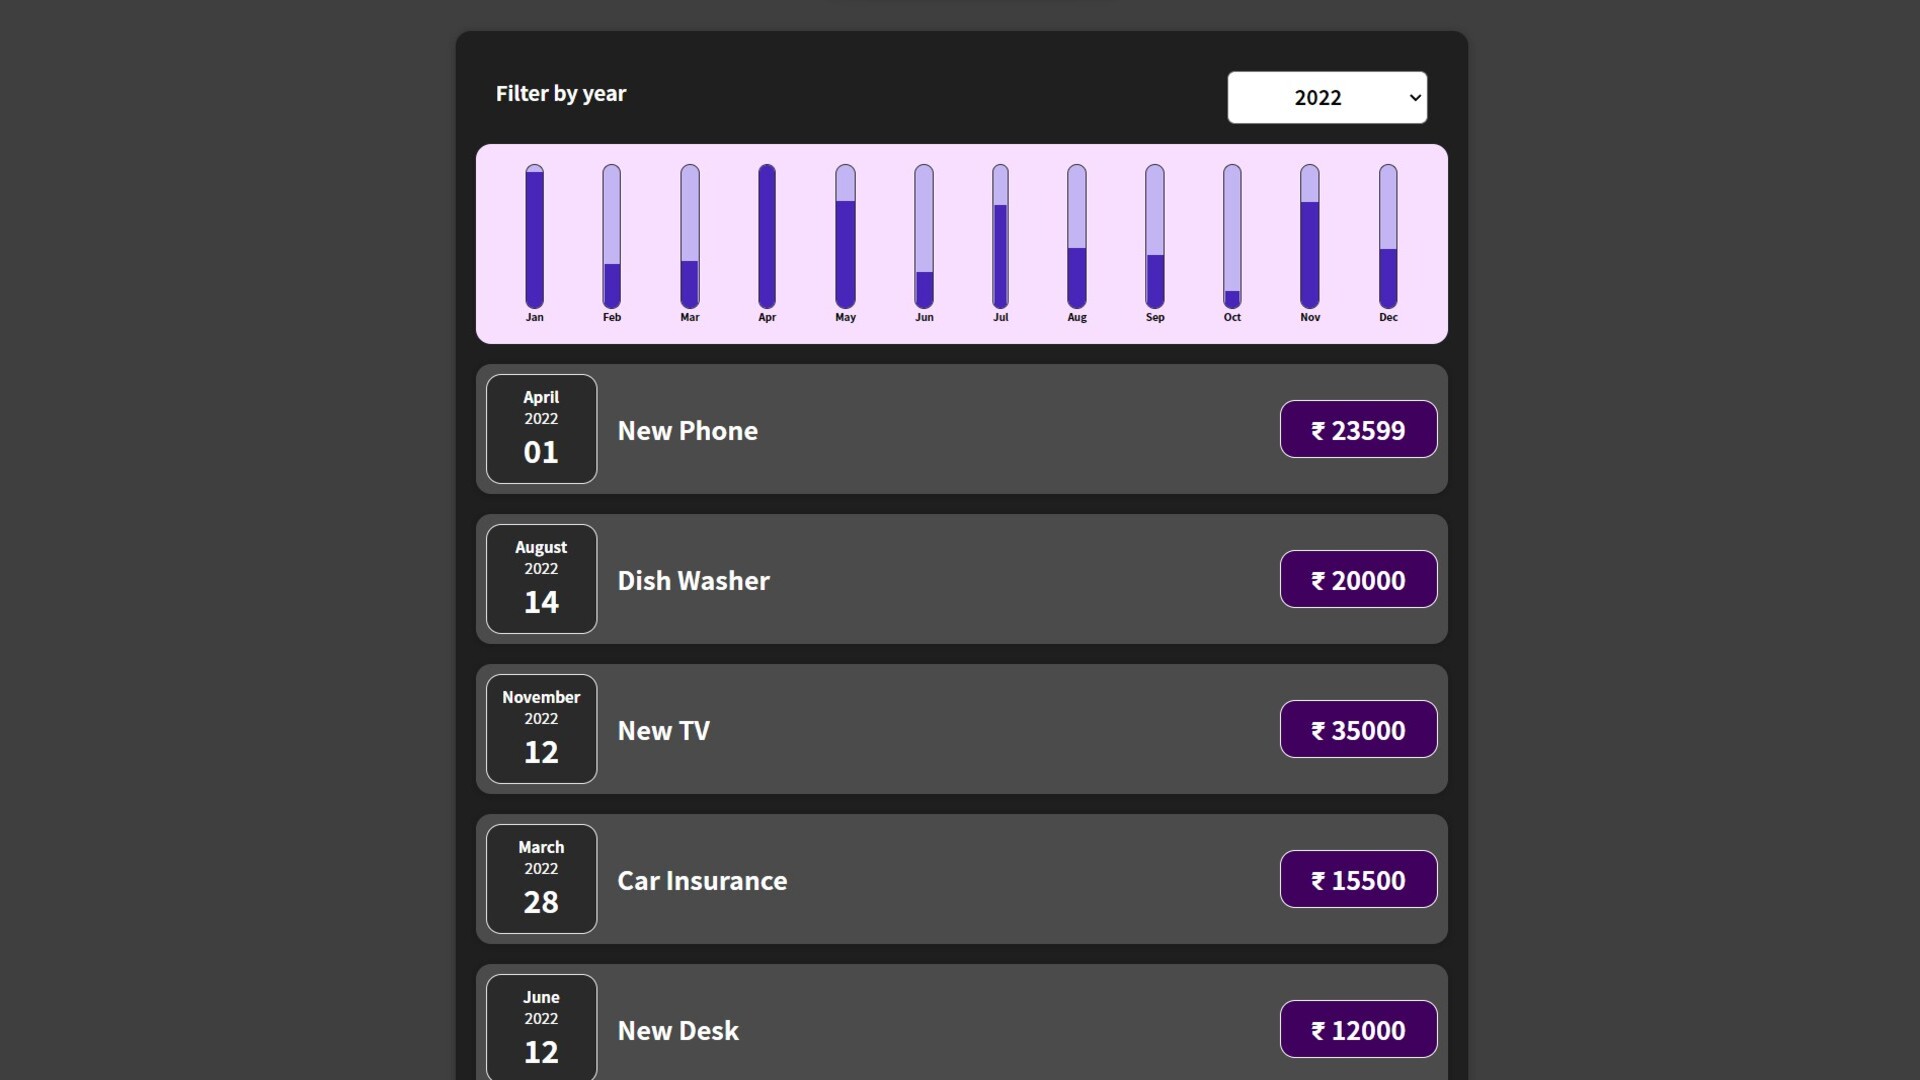 Filter by year
2022
Jan Feb Mar Apr May Jun Jul Aug Sep Oct Nov Dec
April
2022
01
New Phone
₹ 23599
August
2022
14
Dish Washer
₹ 20000
November
2022
12
New TV
₹ 35000
March
2022
28
Car Insurance
₹ 15500
June
2022
12
New Desk
₹ 12000